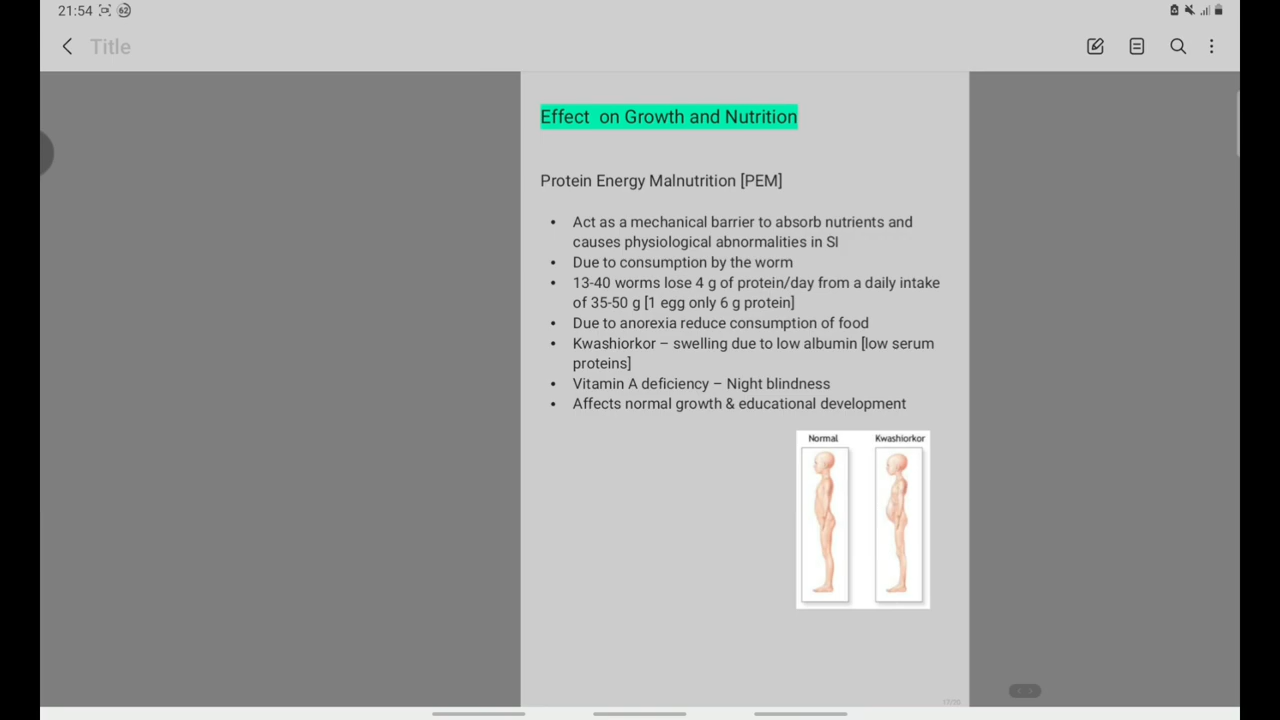 21:54
62
Title
Effect on Growth and Nutrition
Protein Energy Malnutrition [PEM]
• Act as a mechanical barrier to absorb nutrients and
causes physiological abnormalities in SI
• Due to consumption by the worm
• 13-40 worms lose 4 g of protein/day from a daily intake
of 35-50 g [1 egg only 6 g protein]
• Due to anorexia reduce consumption of food
• Kwashiorkor – swelling due to low albumin [low serum
proteins]
• Vitamin A deficiency – Night blindness
• Affects normal growth & educational development
Normal Kwashiorkor